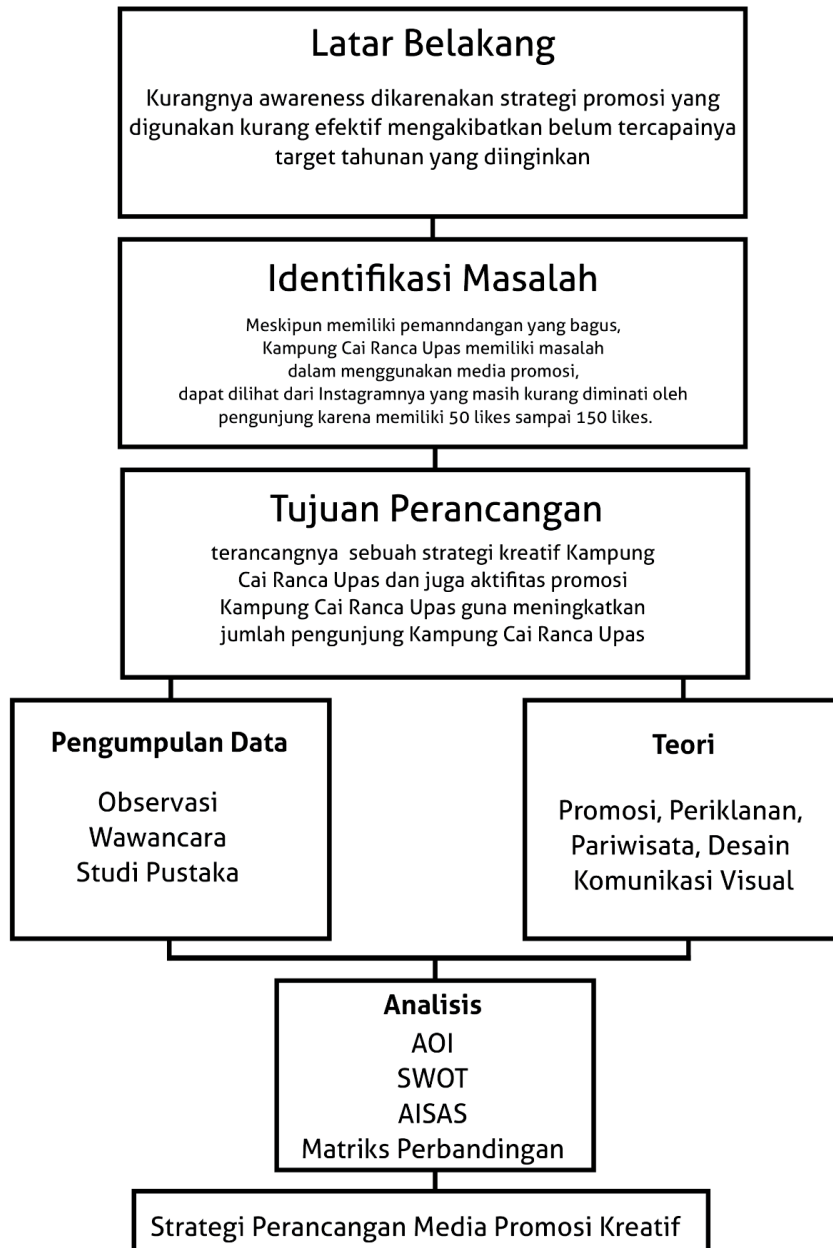 Latar Belakang
Kurangnya awareness dikarenakan strategi promosi yang
digunakan kurang efektif mengakibatkan belum tercapainya
target tahunan yang diinginkan
Identifikasi Masalah
Meskipun memiliki pemanndangan yang bagus,
Kampung Cai Ranca Upas memiliki masalah
dalam menggunakan media promosi,
dapat dilihat dari Instagramnya yang masih kurang diminati oleh
pengunjung karena memiliki 50 likes sampai 150 likes.
Tujuan Perancangan
terancangnya sebuah strategi kreatif Kampung
Cai Ranca Upas dan juga aktifitas promosi
Kampung Cai Ranca Upas guna meningkatkan
jumlah pengunjung Kampung Cai Ranca Upas
Pengumpulan Data
Observasi
Wawancara
Studi Pustaka
Teori
Promosi, Periklanan,
Pariwisata, Desain
Komunikasi Visual
Analisis
AOI
SWOT
AISAS
Matriks Perbandingan
Strategi Perancangan Media Promosi Kreatif